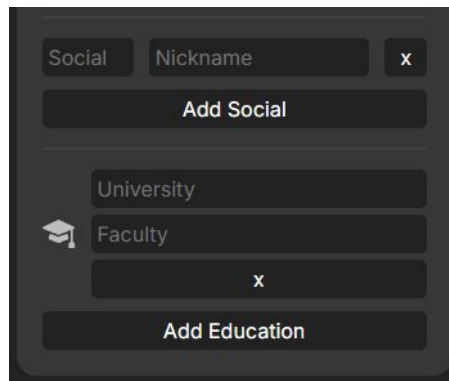 Social Nickname x
Add Social
University
Faculty
x
Add Education